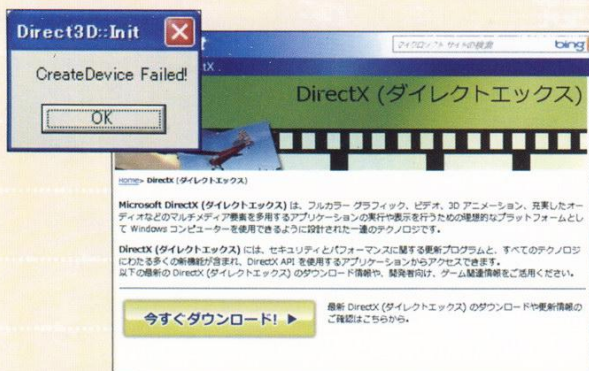 Direct3D::Init
CreateDevice Failed!
OK
マイクロソフト サイトの検索
bing
DirectX (ダイレクトエックス)
Home> DirectX (ダイレクトエックス)
Microsoft DirectX (ダイレクトエックス) は、フルカラー グラフィック、ビデオ、3D アニメーション、充実したオー
ディオなどのマルチメディア要素を多用するアプリケーションの実行や表示を行うための理想的なプラットフォームとし
て Windows コンピューターを使用できるように設計された一連のテクノロジです。
DirectX (ダイレクトエックス) には、セキュリティとパフォーマンスに関する更新プログラムと、すべてのテクノロジ
にわたる多くの新機能が含まれ、DirectX API を使用するアプリケーションからアクセスできます。
以下の最新の DirectX (ダイレクトエックス) のダウンロード情報や、開発者向け、ゲーム関連情報をご活用ください。
今すぐダウンロード! ▶
最新 DirectX (ダイレクトエックス) のダウンロードや更新情報の
ご確認はこちらから。